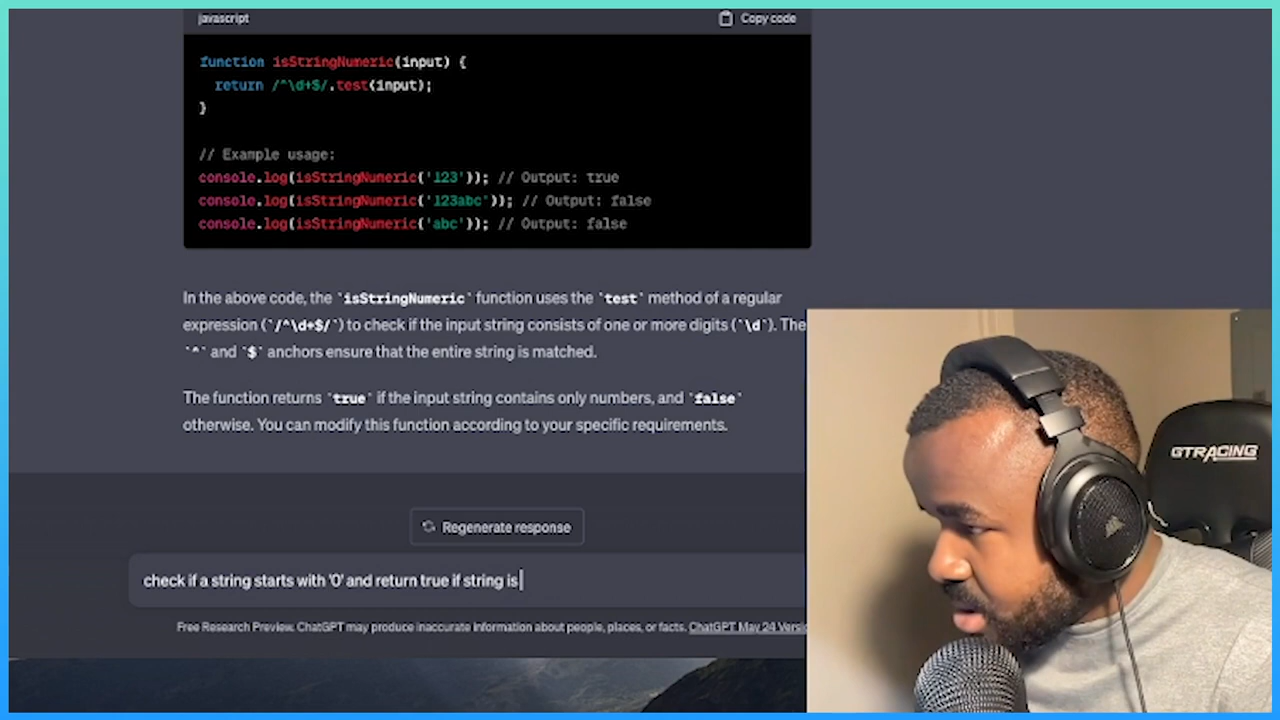 javascript
Copy code
function isStringNumeric(input) {
return /^\d+$/.test(input);
}
// Example usage:
console.log(isStringNumeric('123')); // Output: true
console.log(isStringNumeric('123abc')); // Output: false
console.log(isStringNumeric('abc')); // Output: false
In the above code, the `isStringNumeric` function uses the `test` method of a regular
expression (`/^\d+$/`) to check if the input string consists of one or more digits (`\d`). The
`^` and `$` anchors ensure that the entire string is matched.
The function returns `true` if the input string contains only numbers, and `false`
otherwise. You can modify this function according to your specific requirements.
GTRACING
Regenerate response
check if a string starts with '0' and return true if string is
Free Research Preview. ChatGPT may produce inaccurate information about people, places, or facts. ChatGPT May 24